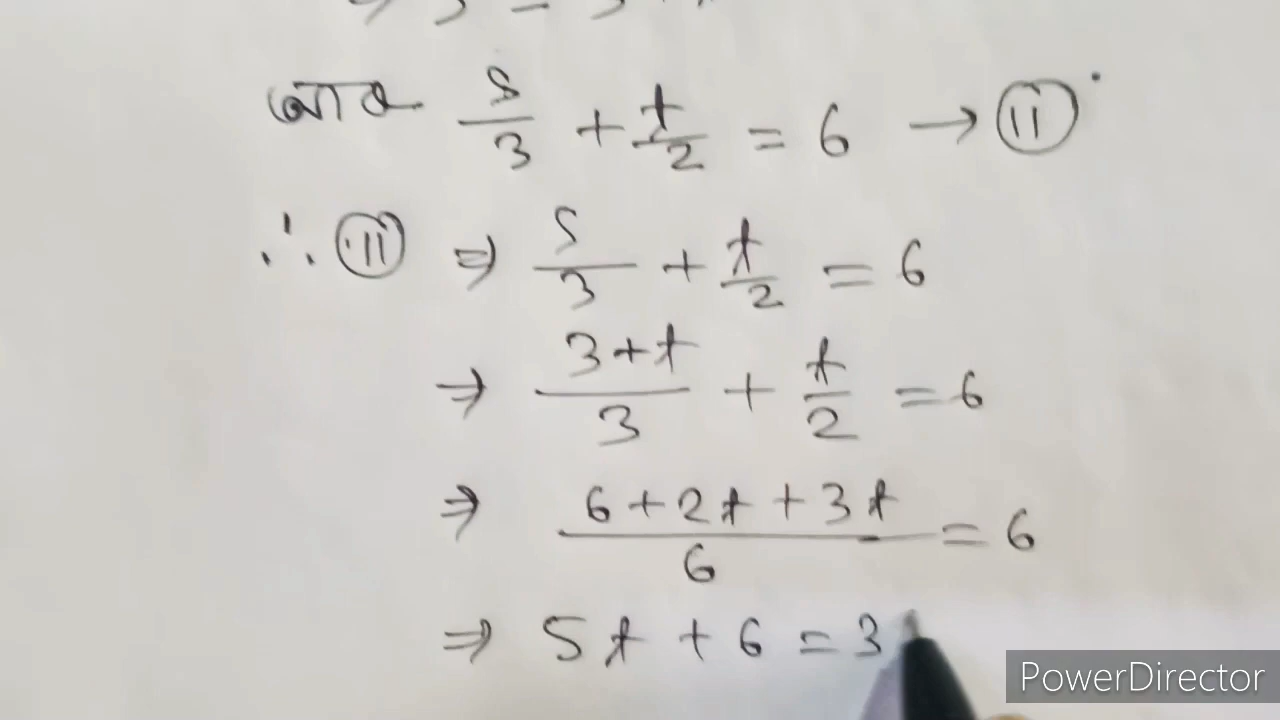 আৰু s/3 + t/2 = 6 → (II)
∴ (II) ⇒ s/3 + t/2 = 6
⇒ (3+t)/3 + t/2 = 6
⇒ (6+2t+3t)/6 = 6
⇒ 5t + 6 = 3
PowerDirector